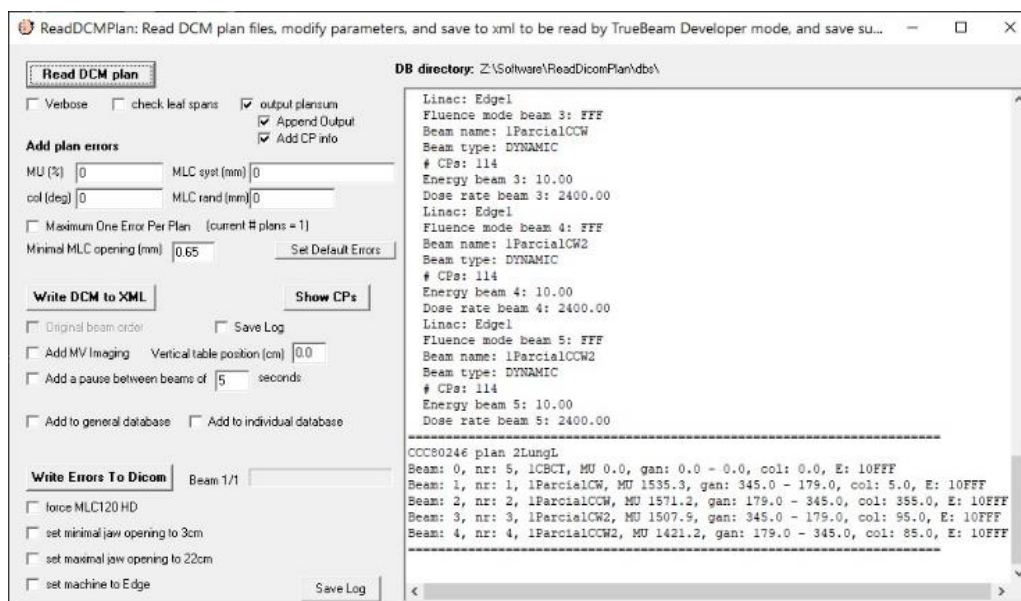 ReadDCMPlan: Read DCM plan files, modify parameters, and save to xml to be read by TrueBeam Developer mode, and save su...
Read DCM plan
Verbose
check leaf spans
output plansum
Append Output
Add CP info
Add plan errors
MU (%) 0
MLC syst (mm) 0
col (deg) 0
MLC rand (mm) 0
Maximum One Error Per Plan (current # plans = 1)
Minimal MLC opening (mm) 0.65
Set Default Errors
Write DCM to XML
Show CPs
Original beam order
Save Log
Add MV Imaging
Vertical table position (cm) 0.0
Add a pause between beams of 5 seconds
Add to general database
Add to individual database
Write Errors To Dicom
Beam 1/1
force MLC120 HD
set minimal jaw opening to 3cm
set maximal jaw opening to 22cm
set machine to Edge
Save Log
DB directory: Z:\Software\ReadDicomPlan\dbs\
Linac: Edge1
Fluence mode beam 3: FFF
Beam name: 1ParcialCCW
Beam type: DYNAMIC
# CPs: 114
Energy beam 3: 10.00
Dose rate beam 3: 2400.00
Linac: Edge1
Fluence mode beam 4: FFF
Beam name: 1ParcialCW2
Beam type: DYNAMIC
# CPs: 114
Energy beam 4: 10.00
Dose rate beam 4: 2400.00
Linac: Edge1
Fluence mode beam 5: FFF
Beam name: 1ParcialCCW2
Beam type: DYNAMIC
# CPs: 114
Energy beam 5: 10.00
Dose rate beam 5: 2400.00
CCC80246 plan 2LungL
Beam: 0, nr: 5, 1CBCT, MU 0.0, gan: 0.0 - 0.0, col: 0.0, E: 10FFF
Beam: 1, nr: 1, 1ParcialCW, MU 1535.3, gan: 345.0 - 179.0, col: 5.0, E: 10FFF
Beam: 2, nr: 2, 1ParcialCCW, MU 1571.2, gan: 179.0 - 345.0, col: 355.0, E: 10FFF
Beam: 3, nr: 3, 1ParcialCW2, MU 1507.9, gan: 345.0 - 179.0, col: 95.0, E: 10FFF
Beam: 4, nr: 4, 1ParcialCCW2, MU 1421.2, gan: 179.0 - 345.0, col: 85.0, E: 10FFF